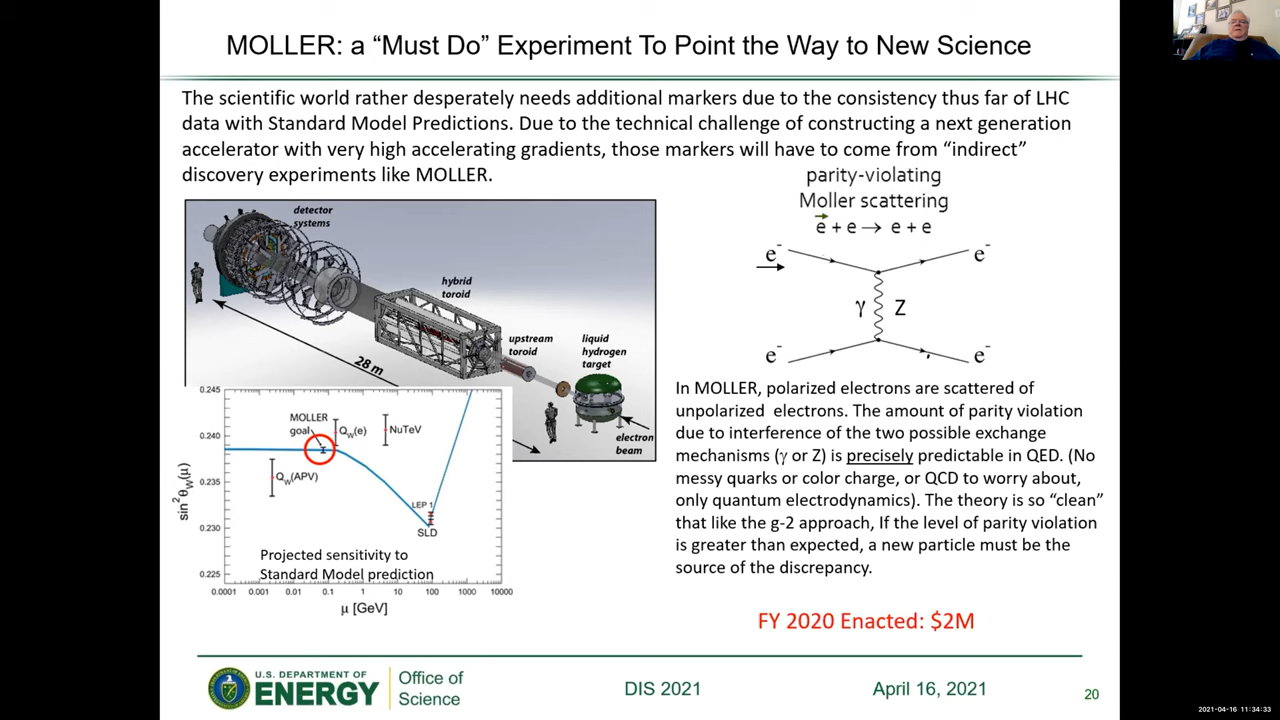 MOLLER: a “Must Do” Experiment To Point the Way to New Science
The scientific world rather desperately needs additional markers due to the consistency thus far of LHC
data with Standard Model Predictions. Due to the technical challenge of constructing a next generation
accelerator with very high accelerating gradients, those markers will have to come from “indirect”
discovery experiments like MOLLER.
parity-violating
Moller scattering
e + e → e + e
e⁻
e⁻
γ
Z
e⁻
e⁻
detector
systems
hybrid
toroid
upstream
toroid
liquid
hydrogen
target
28 m
electron
beam
0.245
0.240
0.235
0.230
0.225
sin²θW(μ)
MOLLER
goal
QW(e)
NuTeV
QW(APV)
LEP 1
SLD
Projected sensitivity to
Standard Model prediction
0.0001
0.001
0.01
0.1
1
10
100
1000
10000
μ [GeV]
In MOLLER, polarized electrons are scattered of
unpolarized electrons. The amount of parity violation
due to interference of the two possible exchange
mechanisms (γ or Z) is precisely predictable in QED. (No
messy quarks or color charge, or QCD to worry about,
only quantum electrodynamics). The theory is so “clean”
that like the g-2 approach, If the level of parity violation
is greater than expected, a new particle must be the
source of the discrepancy.
FY 2020 Enacted: $2M
U.S. DEPARTMENT OF
ENERGY
Office of
Science
DIS 2021
April 16, 2021
20
2021-04-16 11:34:33